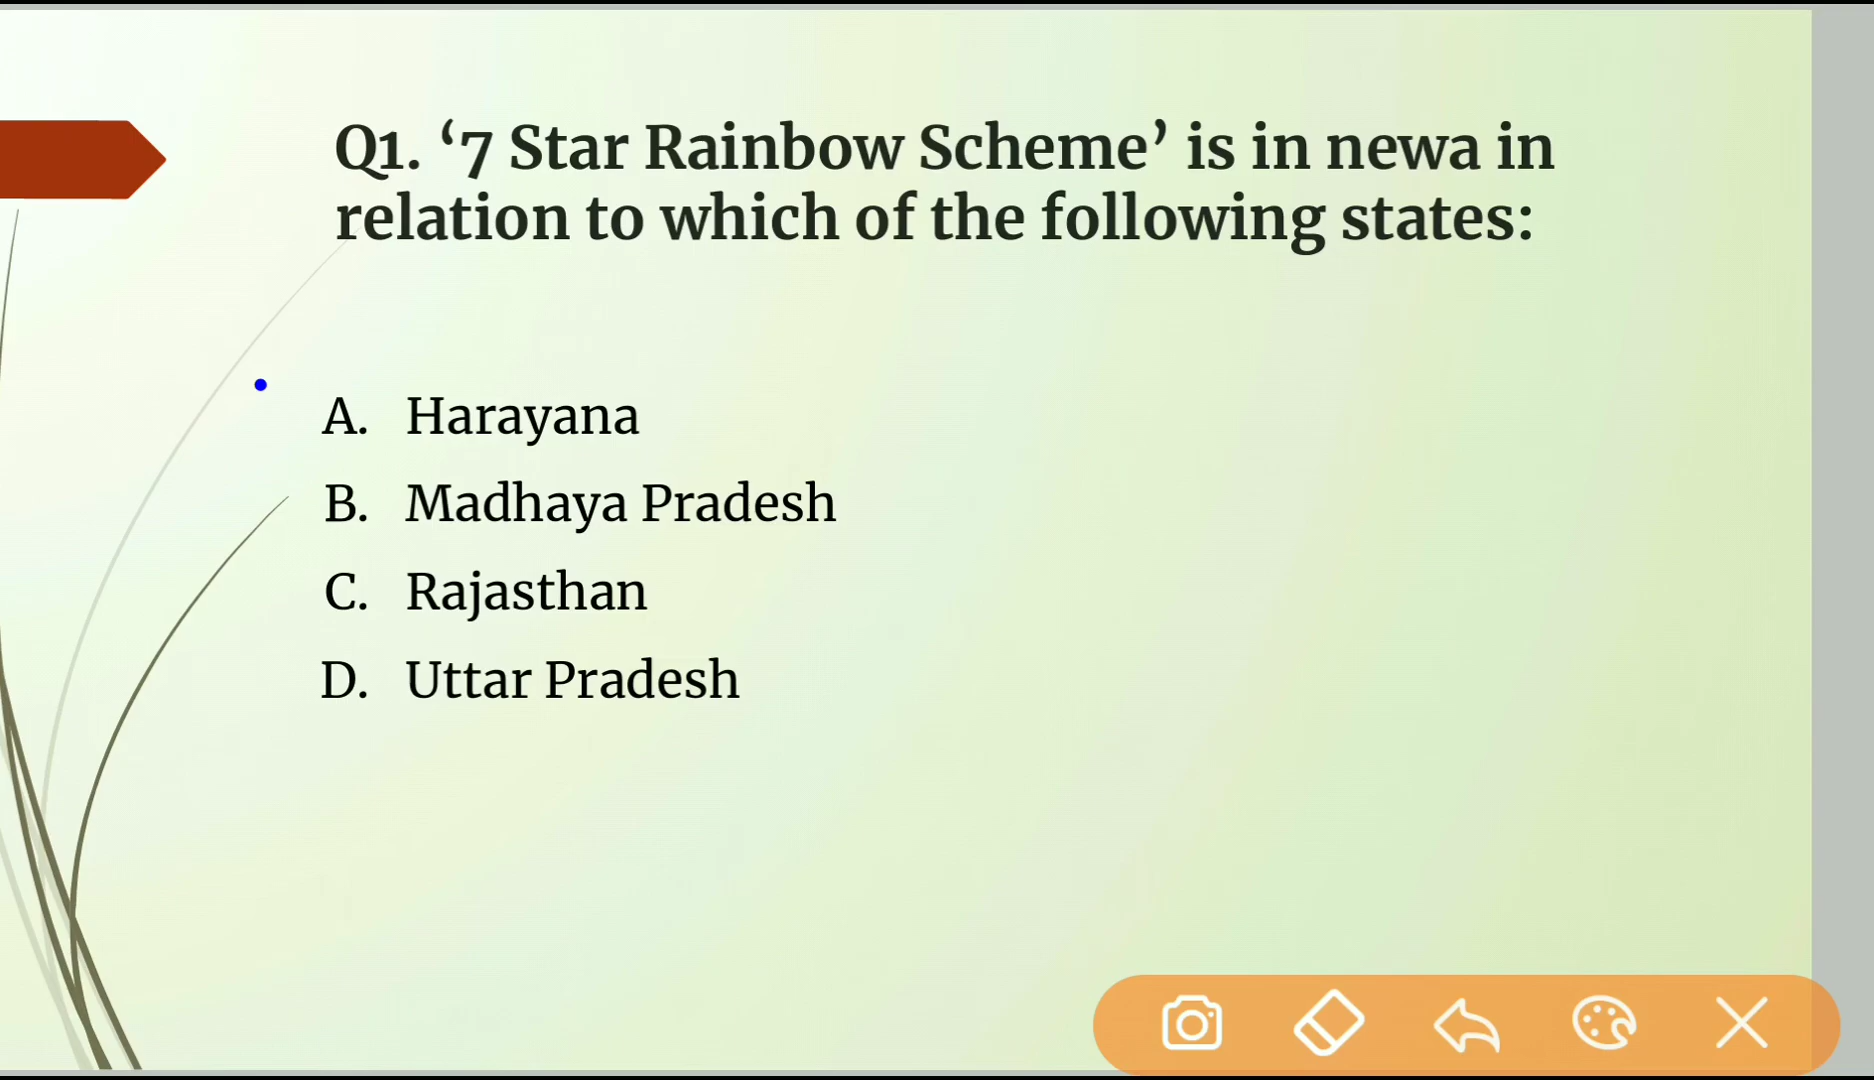 Q1. ‘7 Star Rainbow Scheme’ is in newa in
relation to which of the following states:
A. Harayana
B. Madhaya Pradesh
C. Rajasthan
D. Uttar Pradesh